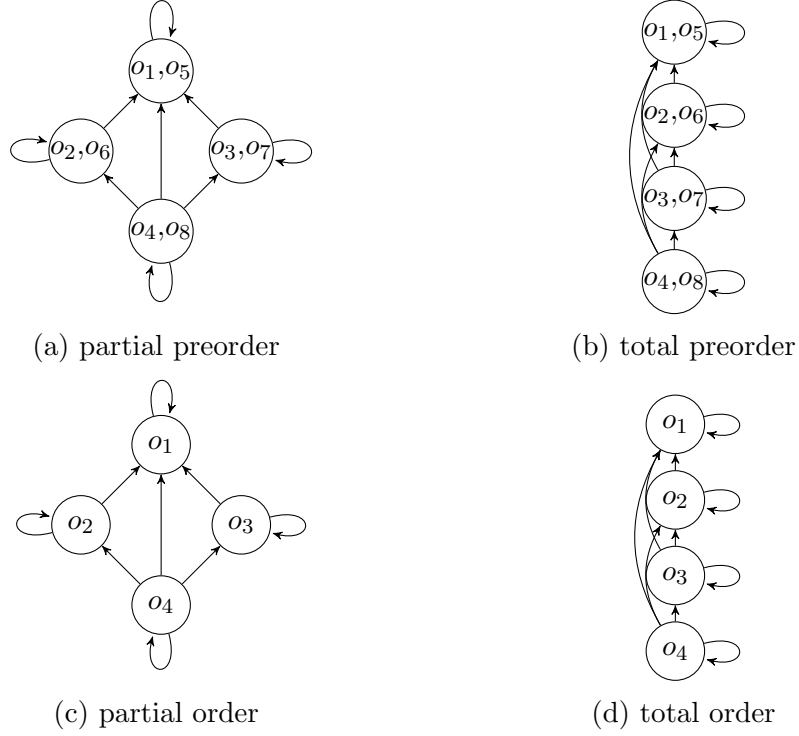 o₁,o₅
o₂,o₆ o₃,o₇
o₄,o₈
(a) partial preorder
o₁,o₅
o₂,o₆
o₃,o₇
o₄,o₈
(b) total preorder
o₁
o₂ o₃
o₄
(c) partial order
o₁
o₂
o₃
o₄
(d) total order